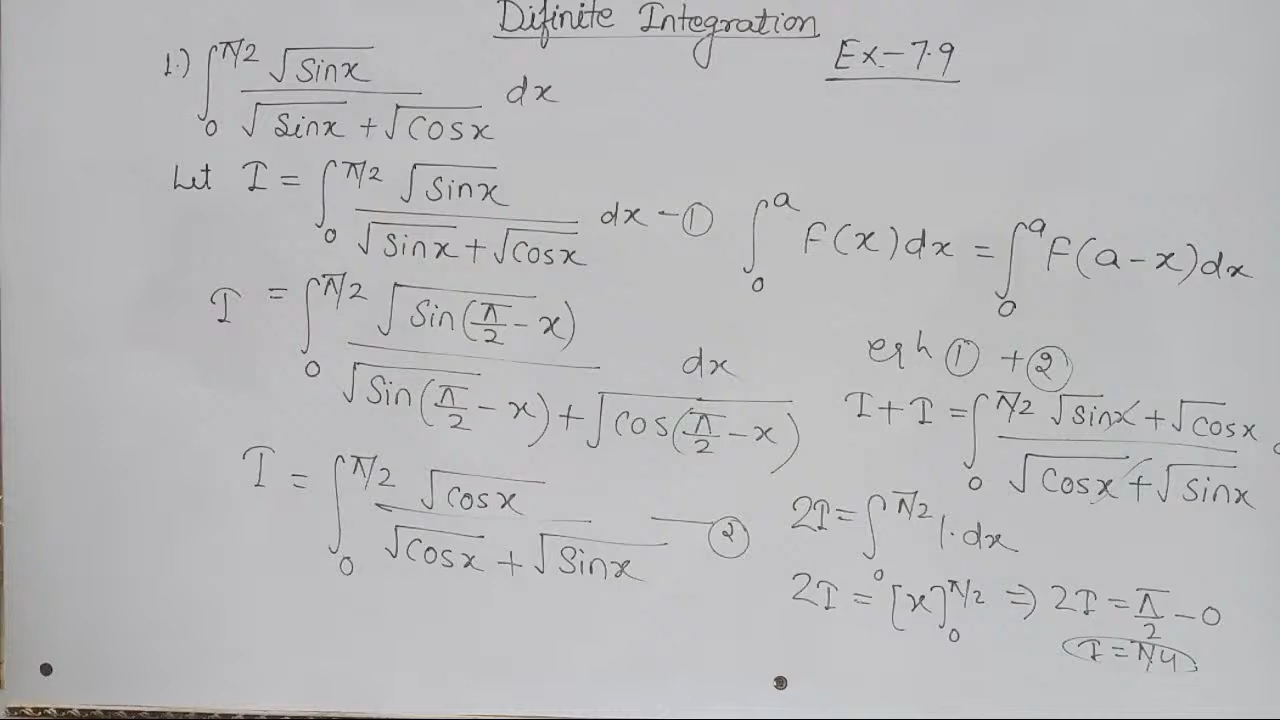 Difinite Integration
Ex-7.9
1.) ∫₀^π/2 √sinx / (√sinx + √cosx) dx
Let I = ∫₀^π/2 √sinx / (√sinx + √cosx) dx - ①
∫₀^a F(x)dx = ∫₀^a F(a-x)dx
I = ∫₀^π/2 √sin(π/2 - x) / (√sin(π/2 - x) + √cos(π/2 - x)) dx
I = ∫₀^π/2 √cosx / (√cosx + √sinx) — ②
① + ②
I + I = ∫₀^π/2 (√sinx + √cosx) / (√cosx + √sinx)
2I = ∫₀^π/2 1.dx
2I = [x]₀^π/2 ⇒ 2I = π/2 - 0
I = π/4